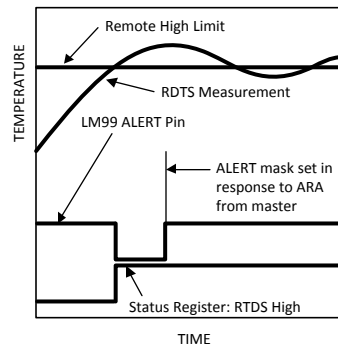 Remote High Limit
RDTS Measurement
LM99 ALERT Pin
ALERT mask set in
response to ARA
from master
Status Register: RTDS High
TEMPERATURE
TIME